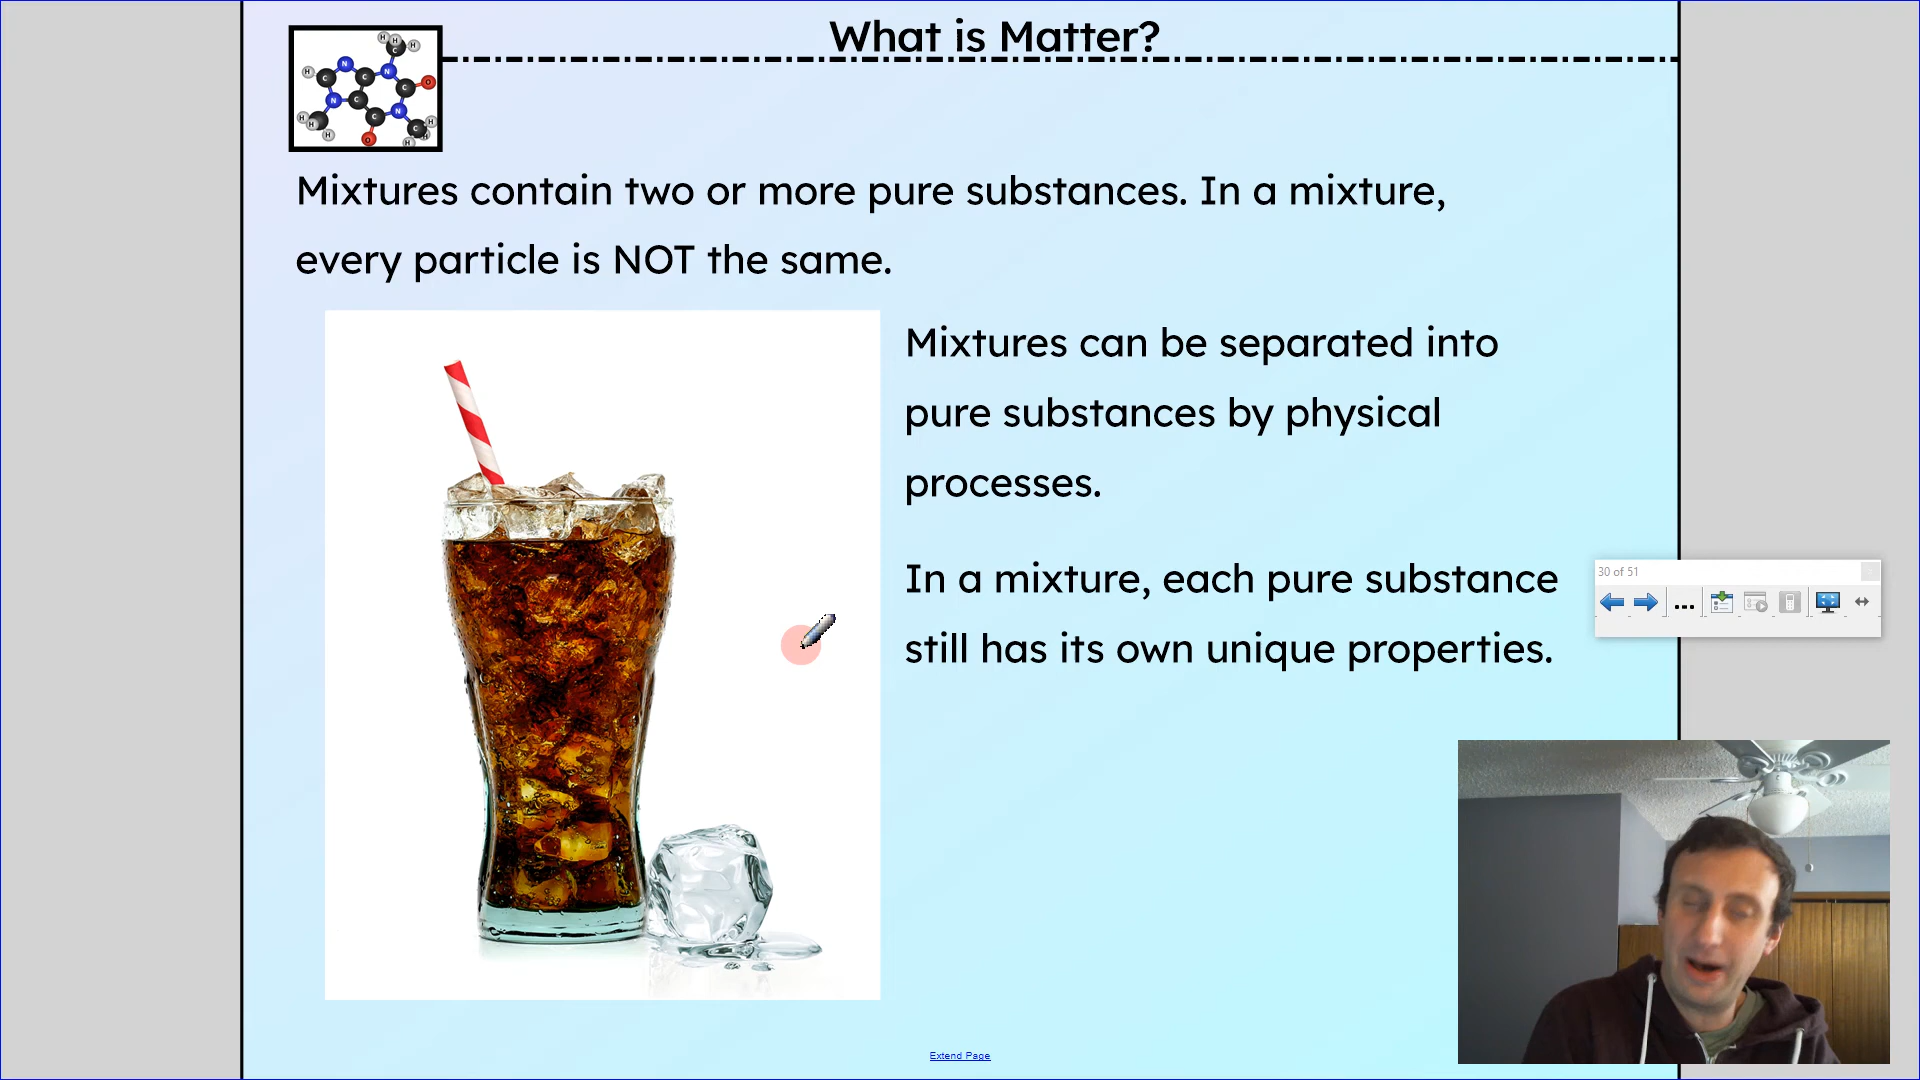 What is Matter?
Mixtures contain two or more pure substances. In a mixture,
every particle is NOT the same.
Mixtures can be separated into
pure substances by physical
processes.
In a mixture, each pure substance
still has its own unique properties.
30 of 51
...
Extend Page